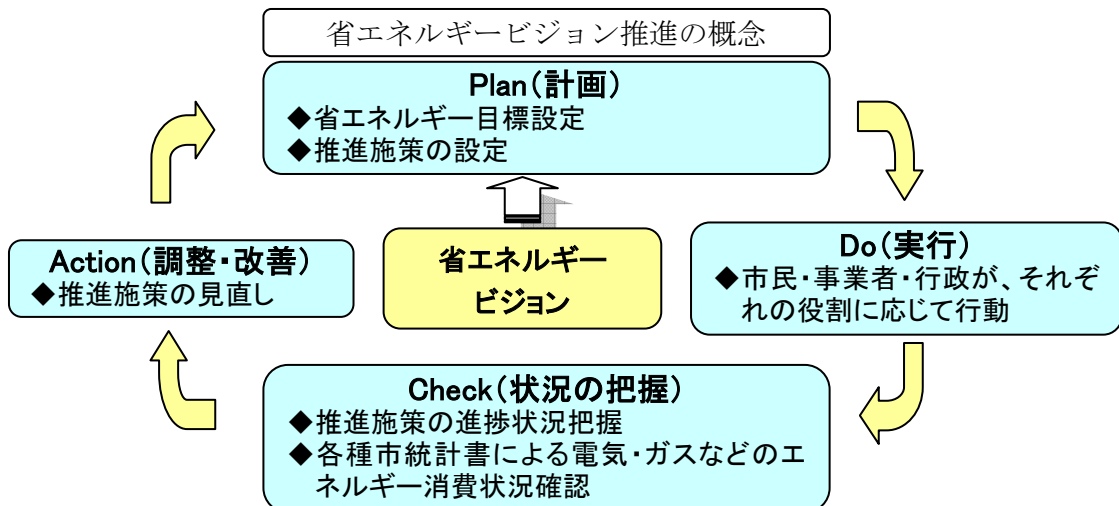 省エネルギービジョン推進の概念
Plan(計画)
◆省エネルギー目標設定
◆推進施策の設定
Action(調整・改善)
◆推進施策の見直し
省エネルギー
ビジョン
Do(実行)
◆市民・事業者・行政が、それぞ
れの役割に応じて行動
Check(状況の把握)
◆推進施策の進捗状況把握
◆各種市統計書による電気・ガスなどのエ
ネルギー消費状況確認